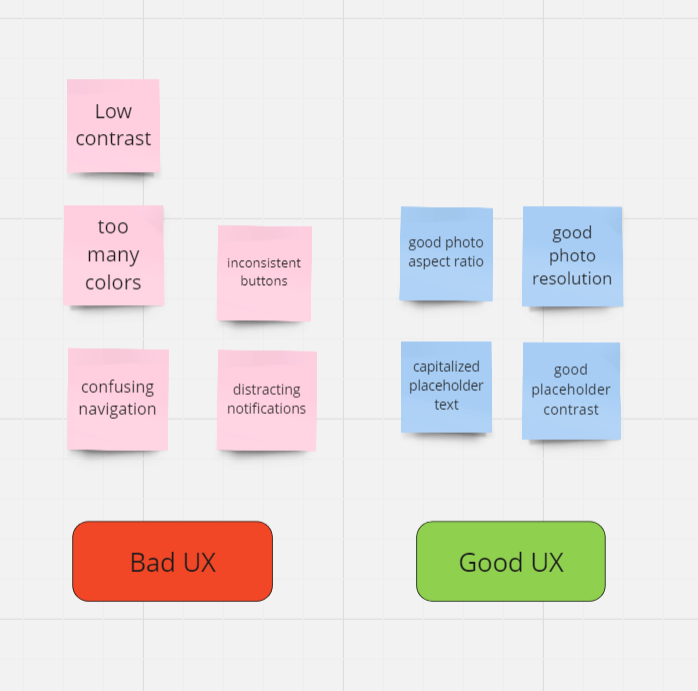 Low
contrast
too
many
colors
inconsistent
buttons
confusing
navigation
distracting
notifications
good photo
aspect ratio
good
photo
resolution
capitalized
placeholder
text
good
placeholder
contrast
Bad UX
Good UX